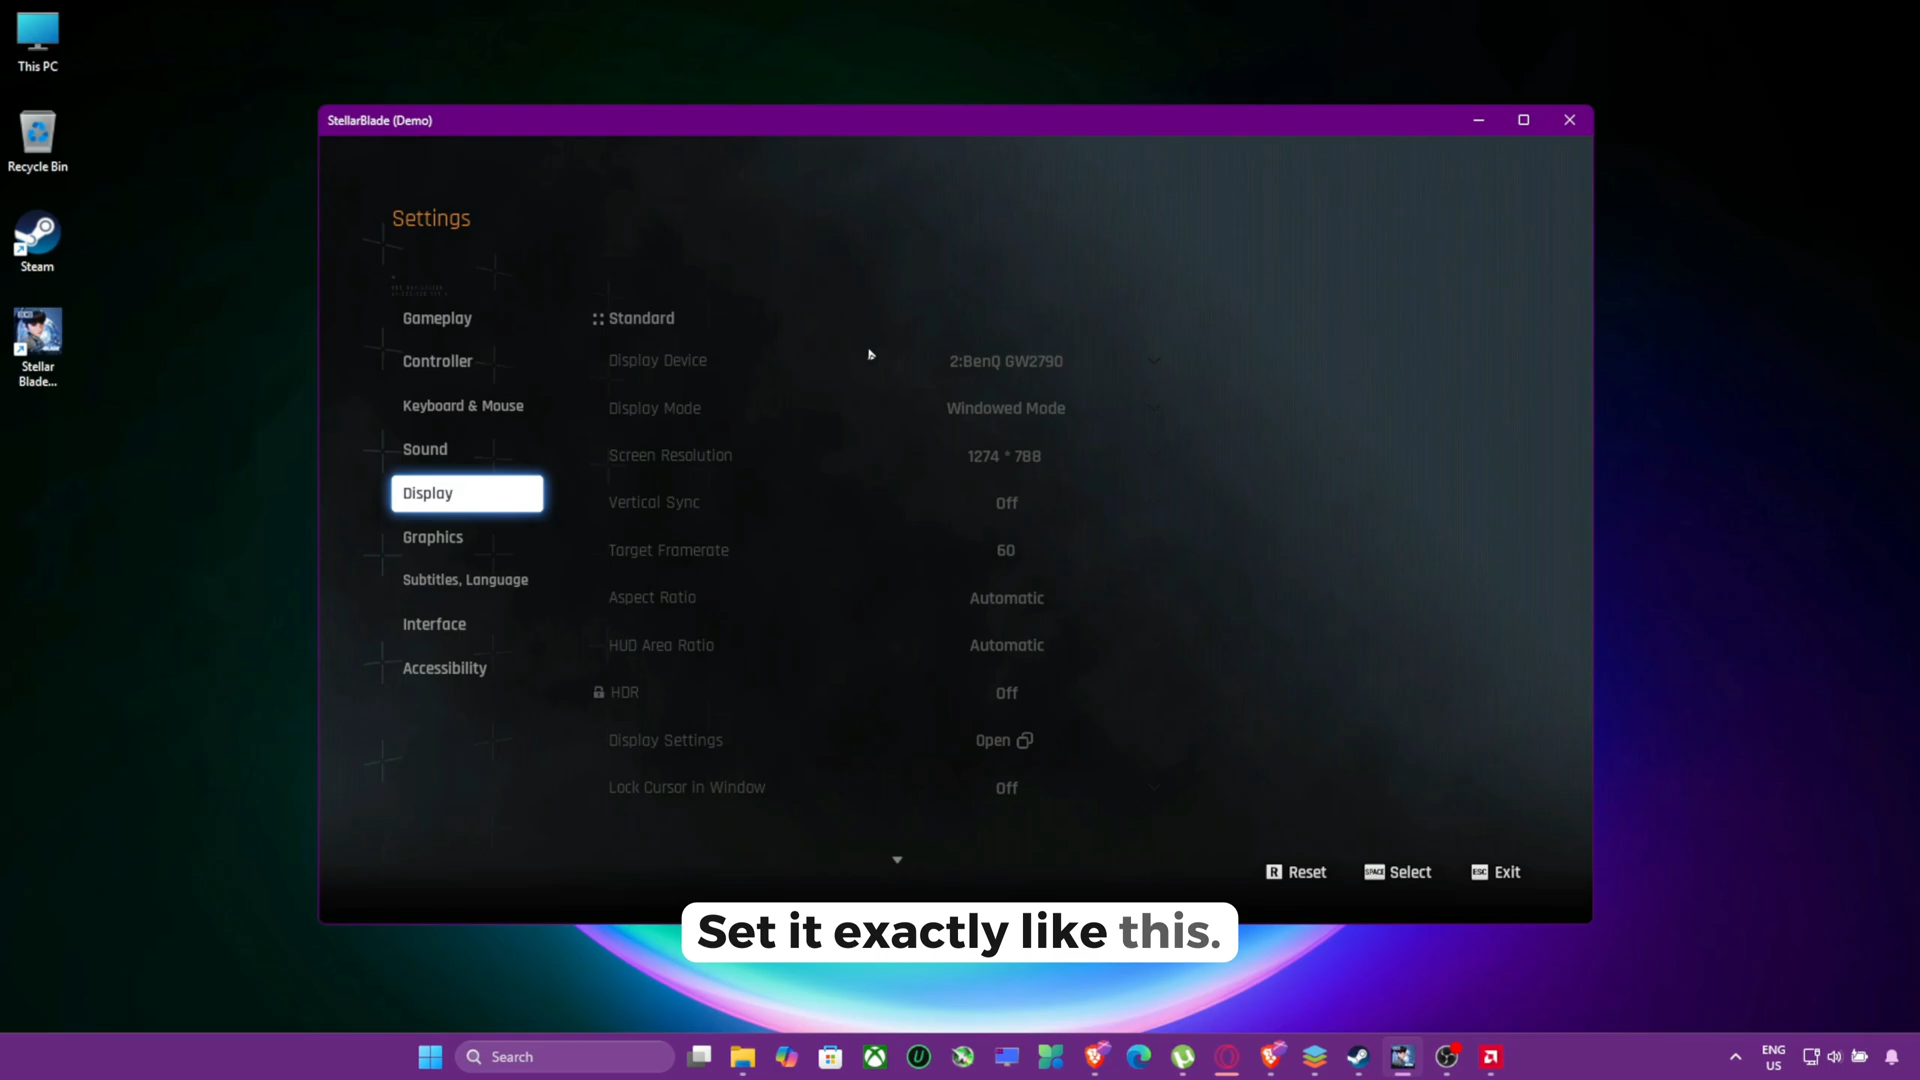 This PC
Recycle Bin
Steam
Stellar
Blade...
StellarBlade (Demo)
Settings
Gameplay
Controller
Keyboard & Mouse
Sound
Display
Graphics
Subtitles, Language
Interface
Accessibility
Standard
Display Device 2:BenQ GW2790
Display Mode Windowed Mode
Screen Resolution 1274 * 788
Vertical Sync Off
Target Framerate 60
Aspect Ratio Automatic
HUD Area Ratio Automatic
HDR Off
Display Settings Open
Lock Cursor in Window Off
R Reset SPACE Select ESC Exit
Set it exactly like this.
Search
ENG
US